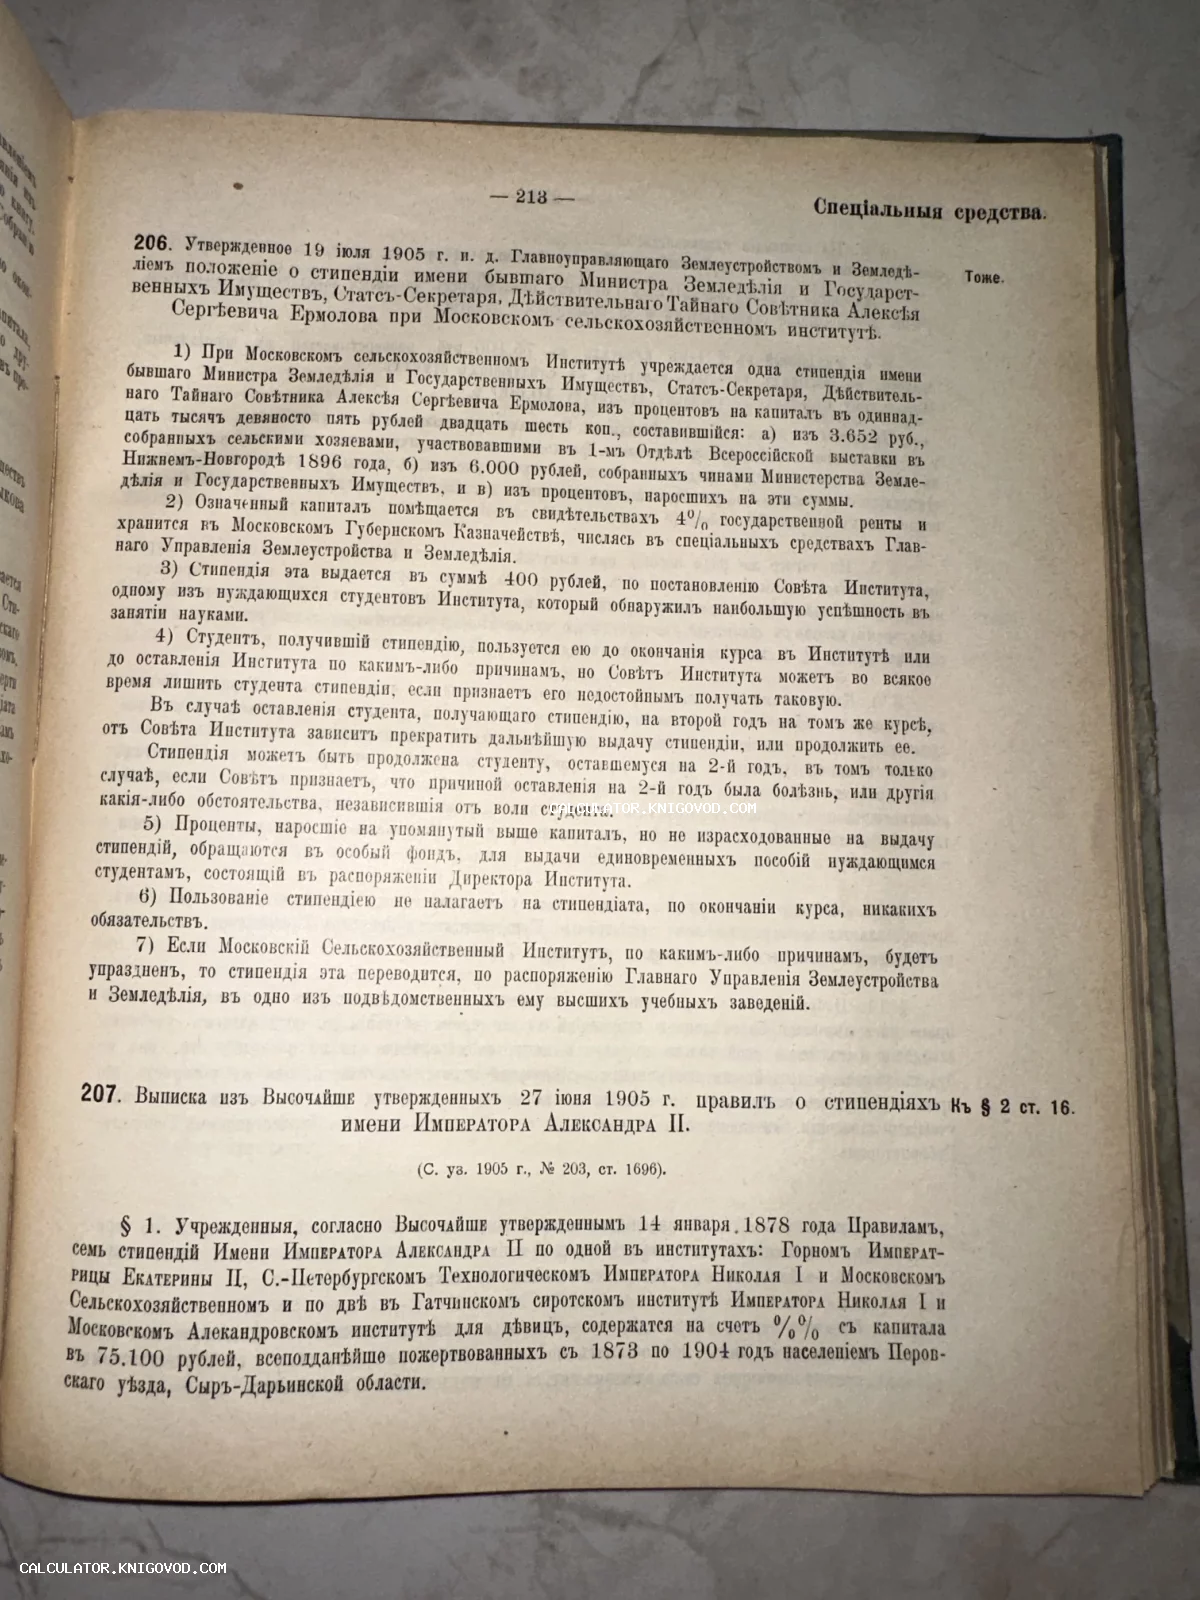 — 213 —
Спеціальныя средства.
206. Утвержденное 19 іюля 1905 г. и. д. Главноуправляющаго Землеустройствомъ и Земледѣ-
Тоже.
ліемъ положеніе о стипендіи имени бывшаго Министра Земледѣлія и Государст-
венныхъ Имуществъ, Статсъ-Секретаря, Дѣйствительнаго Тайнаго Совѣтника Алексѣя
Сергѣевича Ермолова при Московскомъ сельскохозяйственномъ институтѣ.
1) При Московскомъ сельскохозяйственномъ Институтѣ учреждается одна стипендія имени
бывшаго Министра Земледѣлія и Государственныхъ Имуществъ, Статсъ-Секретаря, Дѣйствитель-
наго Тайнаго Совѣтника Алексѣя Сергѣевича Ермолова, изъ процентовъ на капиталъ въ одиннад-
цать тысячъ девяносто пять рублей двадцать шесть коп., составившійся: а) изъ 3.652 руб.,
собранныхъ сельскими хозяевами, участвовавшими въ 1-мъ Отдѣлѣ Всероссійской выставки въ
Нижнемъ-Новгородѣ 1896 года, б) изъ 6.000 рублей, собранныхъ чинами Министерства Земле-
дѣлія и Государственныхъ Имуществъ, и в) изъ процентовъ, наросшихъ на эти суммы.
2) Означенный капиталъ помѣщается въ свидѣтельствахъ 4% государственной ренты и
хранится въ Московскомъ Губернскомъ Казначействѣ, числясь въ спеціальныхъ средствахъ Глав-
наго Управленія Землеустройства и Земледѣлія.
3) Стипендія эта выдается въ суммѣ 400 рублей, по постановленію Совѣта Института,
одному изъ нуждающихся студентовъ Института, который обнаружилъ наибольшую успѣшность въ
занятіи науками.
4) Студентъ, получившій стипендію, пользуется ею до окончанія курса въ Институтѣ или
до оставленія Института по какимъ-либо причинамъ, но Совѣтъ Института можетъ во всякое
время лишить студента стипендіи, если признаетъ его недостойнымъ получать таковую.
Въ случаѣ оставленія студента, получающаго стипендію, на второй годъ на томъ же курсѣ,
отъ Совѣта Института зависитъ прекратить дальнѣйшую выдачу стипендіи, или продолжить ее.
Стипендія можетъ быть продолжена студенту, оставшемуся на 2-й годъ, въ томъ только
случаѣ, если Совѣтъ признаетъ, что причиной оставленія на 2-й годъ была болѣзнь, или другія
какія-либо обстоятельства, независившія отъ воли студента.
CALCULATOR.KNIGOVOD.COM
5) Проценты, наросшіе на упомянутый выше капиталъ, но не израсходованные на выдачу
стипендій, обращаются въ особый фондъ, для выдачи единовременныхъ пособій нуждающимся
студентамъ, состоящій въ распоряженіи Директора Института.
6) Пользованіе стипендіею не налагаетъ на стипендіата, по окончаніи курса, никакихъ
обязательствъ.
7) Если Московскій Сельскохозяйственный Институтъ, по какимъ-либо причинамъ, будетъ
упраздненъ, то стипендія эта переводится, по распоряженію Главнаго Управленія Землеустройства
и Земледѣлія, въ одно изъ подвѣдомственныхъ ему высшихъ учебныхъ заведеній.
207. Выписка изъ Высочайше утвержденныхъ 27 іюня 1905 г. правилъ о стипендіяхъ
Къ § 2 ст. 16.
имени Императора Александра II.
(С. уз. 1905 г., № 203, ст. 1696).
§ 1. Учрежденныя, согласно Высочайше утвержденнымъ 14 января 1878 года Правиламъ,
семь стипендій Имени Императора Александра II по одной въ институтахъ: Горномъ Императ-
рицы Екатерины II, С.-Петербургскомъ Технологическомъ Императора Николая I и Московскомъ
Сельскохозяйственномъ и по двѣ въ Гатчинскомъ сиротскомъ институтѣ Императора Николая I и
Московскомъ Алекандровскомъ институтѣ для дѣвицъ, содержатся на счетъ %% съ капитала
въ 75.100 рублей, всеподданѣйше пожертвованныхъ съ 1873 по 1904 годъ населеніемъ Перов-
скаго уѣзда, Сыръ-Дарьинской области.
CALCULATOR.KNIGOVOD.COM